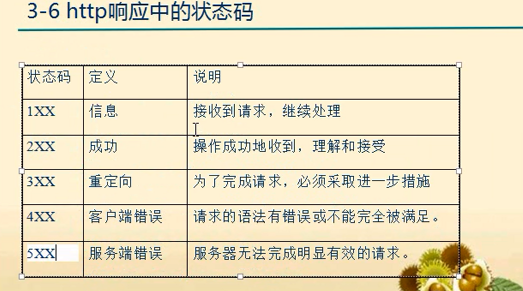 3-6 http响应中的状态码
状态码 定义 说明
1XX 信息 接收到请求，继续处理
2XX 成功 操作成功地收到，理解和接受
3XX 重定向 为了完成请求，必须采取进一步措施
4XX 客户端错误 请求的语法有错误或不能完全被满足。
5XX 服务端错误 服务器无法完成明显有效的请求。